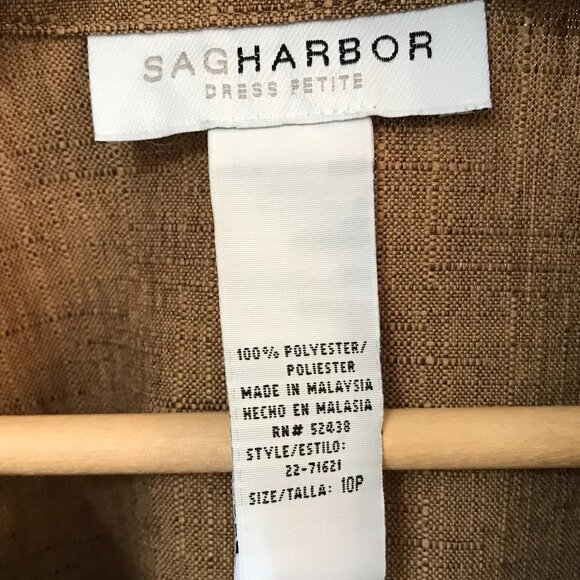 SAGHARBOR
DRESS PETITE
100% POLYESTER/
POLIESTER
MADE IN MALAYSIA
HECHO EN MALASIA
RN# 52438
STYLE/ESTILO:
22-71621
SIZE/TALLA: 10P